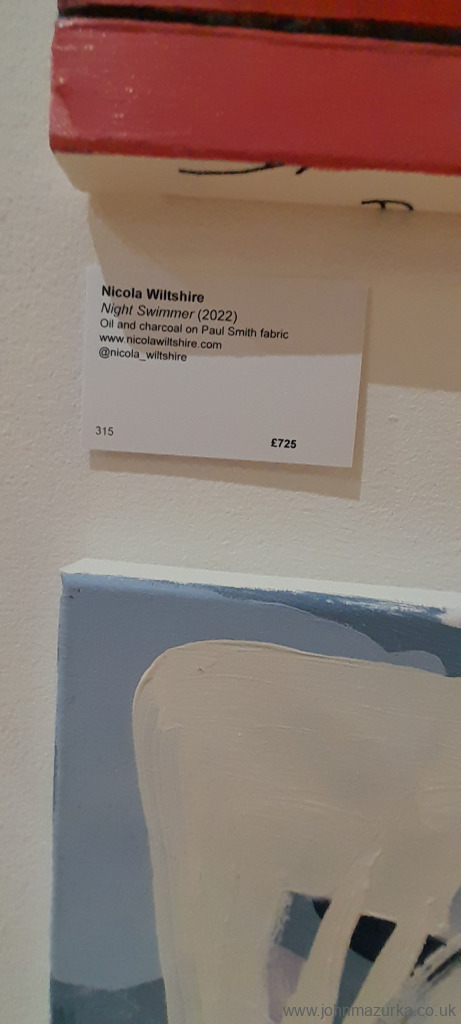 Nicola Wiltshire
Night Swimmer (2022)
Oil and charcoal on Paul Smith fabric
www.nicolawiltshire.com
@nicola_wiltshire
315
£725
www.johnmazurka.co.uk